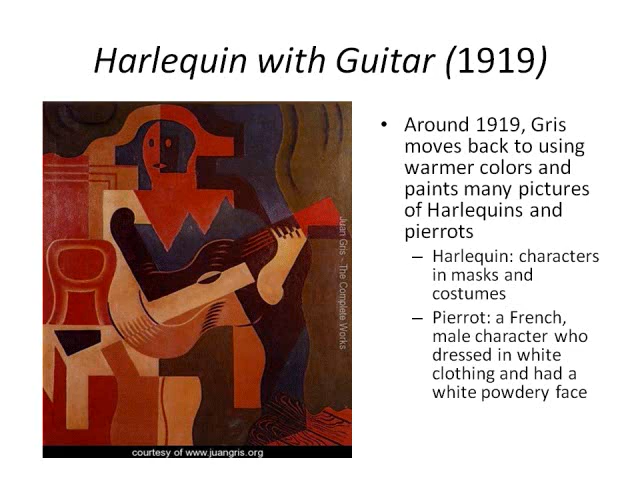 Harlequin with Guitar (1919)
• Around 1919, Gris
moves back to using
warmer colors and
paints many pictures
of Harlequins and
pierrots
– Harlequin: characters
in masks and
costumes
– Pierrot: a French,
male character who
dressed in white
clothing and had a
white powdery face
Juan Gris - The Complete Works
courtesy of www.juangris.org